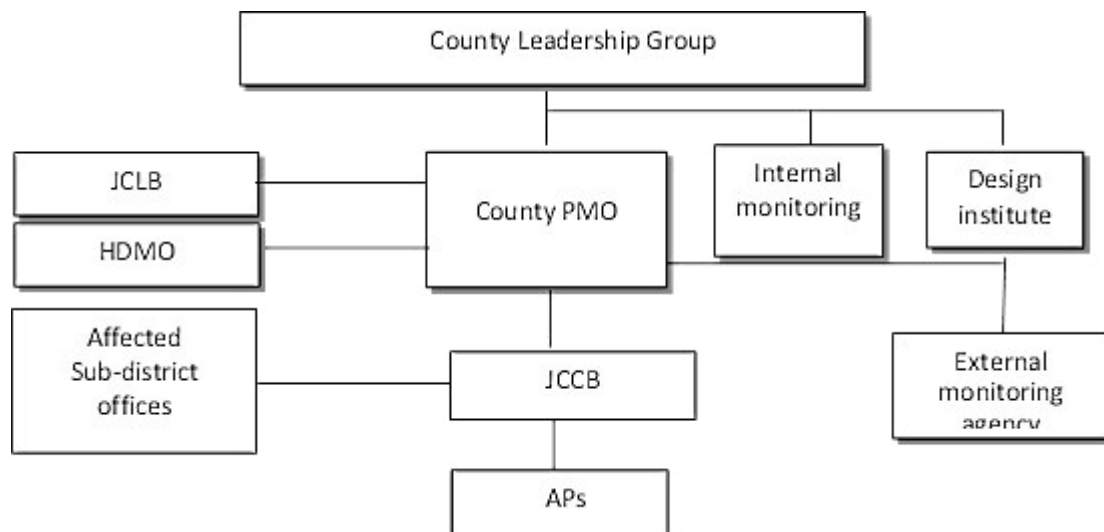 County Leadership Group
JCLB
County PMO
Internal
monitoring
Design
institute
HDMO
Affected
Sub-district
offices
JCCB
External
monitoring
agency
APs